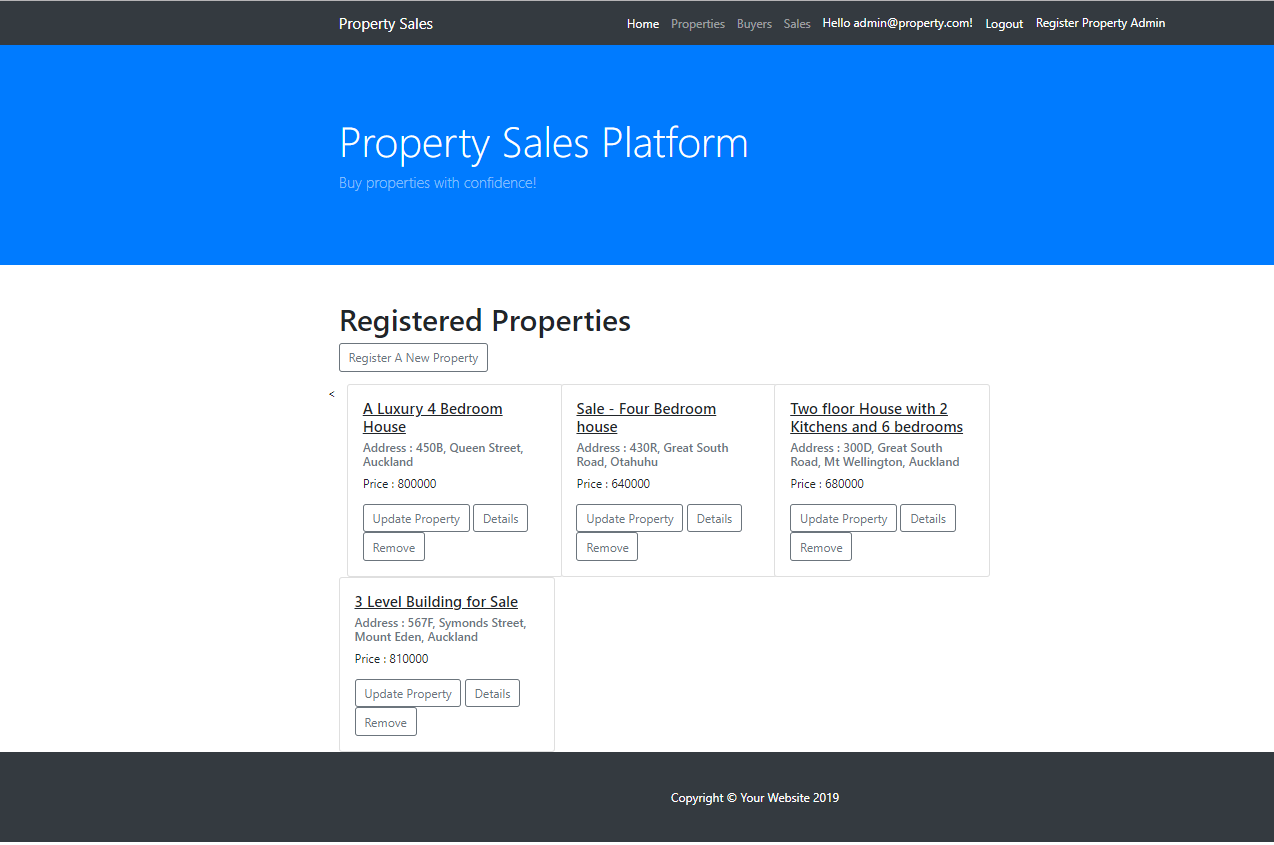 Property Sales
Home Properties Buyers Sales Hello admin@property.com! Logout Register Property Admin
Property Sales Platform
Buy properties with confidence!
Registered Properties
Register A New Property
<
A Luxury 4 Bedroom
House
Address : 450B, Queen Street,
Auckland
Price : 800000
Update Property Details
Remove
Sale - Four Bedroom
house
Address : 430R, Great South
Road, Otahuhu
Price : 640000
Update Property Details
Remove
Two floor House with 2
Kitchens and 6 bedrooms
Address : 300D, Great South
Road, Mt Wellington, Auckland
Price : 680000
Update Property Details
Remove
3 Level Building for Sale
Address : 567F, Symonds Street,
Mount Eden, Auckland
Price : 810000
Update Property Details
Remove
Copyright © Your Website 2019